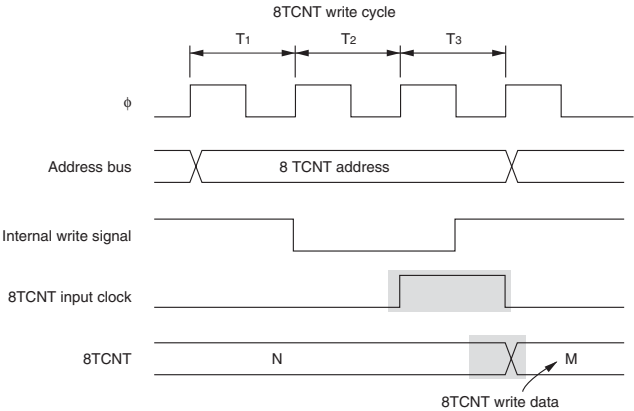 8TCNT write cycle
T1 T2 T3
φ
Address bus 8 TCNT address
Internal write signal
8TCNT input clock
8TCNT N M
8TCNT write data